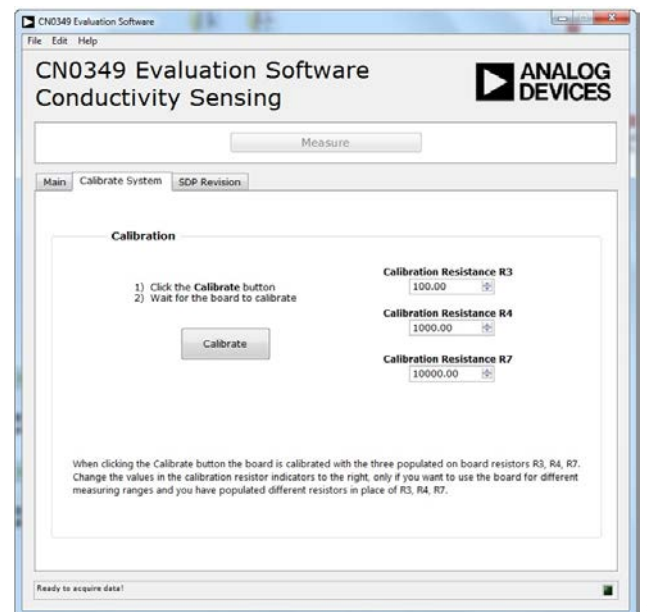 CN0349 Evaluation Software
File Edit Help
CN0349 Evaluation Software
Conductivity Sensing
ANALOG
DEVICES
Measure
Main Calibrate System SDP Revision
Calibration
1) Click the Calibrate button
2) Wait for the board to calibrate
Calibrate
Calibration Resistance R3
100.00
Calibration Resistance R4
1000.00
Calibration Resistance R7
10000.00
When clicking the Calibrate button the board is calibrated with the three populated on board resistors R3, R4, R7.
Change the values in the calibration resistor indicators to the right, only if you want to use the board for different
measuring ranges and you have populated different resistors in place of R3, R4, R7.
Ready to acquire data!